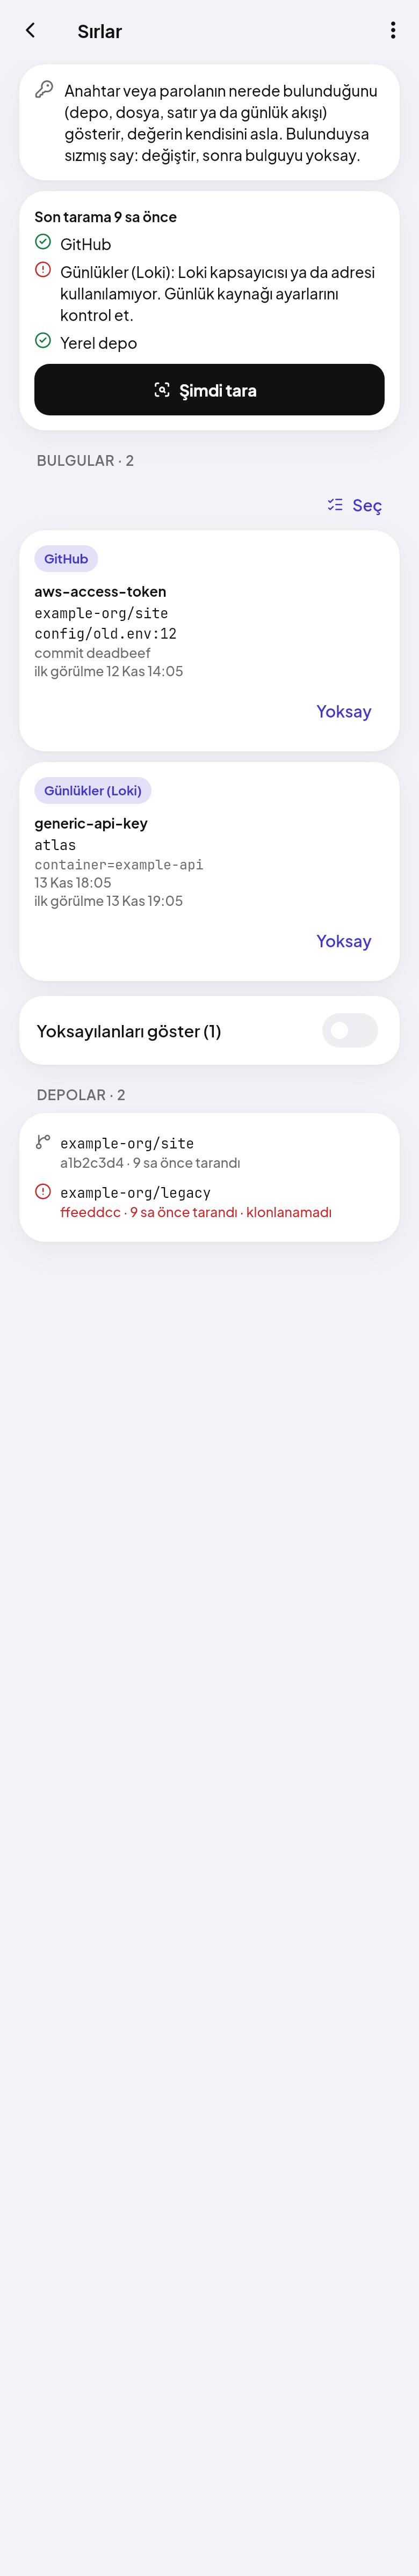 Sırlar
Anahtar veya parolanın nerede bulunduğunu
(depo, dosya, satır ya da günlük akışı)
gösterir, değerin kendisini asla. Bulunduysa
sızmış say: değiştir, sonra bulguyu yoksay.
Son tarama 9 sa önce
GitHub
Günlükler (Loki): Loki kapsayıcısı ya da adresi
kullanılamıyor. Günlük kaynağı ayarlarını
kontrol et.
Yerel depo
Şimdi tara
BULGULAR · 2
Seç
GitHub
aws-access-token
example-org/site
config/old.env:12
commit deadbeef
ilk görülme 12 Kas 14:05
Yoksay
Günlükler (Loki)
generic-api-key
atlas
container=example-api
13 Kas 18:05
ilk görülme 13 Kas 19:05
Yoksay
Yoksayılanları göster (1)
DEPOLAR · 2
example-org/site
a1b2c3d4 · 9 sa önce tarandı
example-org/legacy
ffeeddcc · 9 sa önce tarandı · klonlanamadı